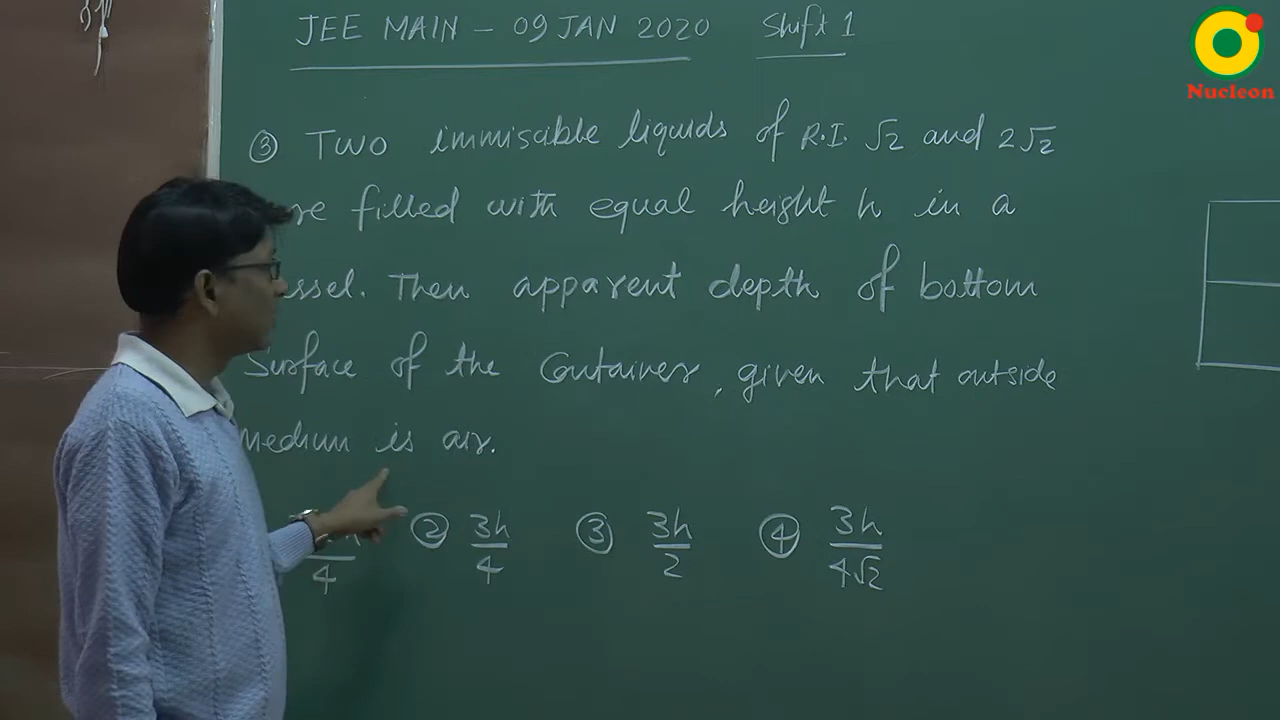 JEE MAIN - 09 JAN 2020 Shift 1
Nucleon
③ Two immiscible liquids of R.I. √2 and 2√2
filled with equal height h in a
Then apparent depth of bottom
Surface of the Container, given that outside
medium is air.
4 ② 3h/4 ③ 3h/2 ④ 3h/4√2